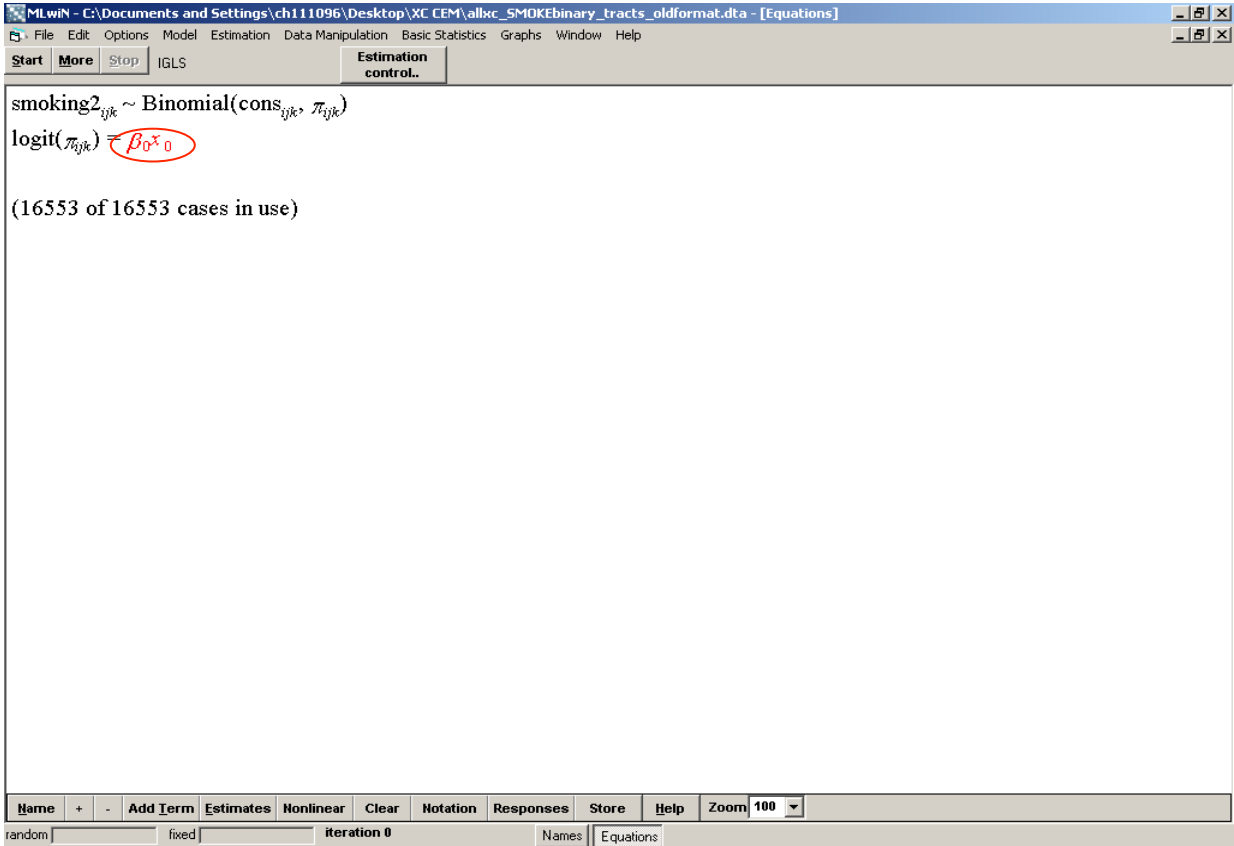 MLwiN - C:\Documents and Settings\ch111096\Desktop\XC CEM\allxc_SMOKEbinary_tracts_oldformat.dta - [Equations]
File Edit Options Model Estimation Data Manipulation Basic Statistics Graphs Window Help
Start More Stop IGLS Estimation control..
smoking2ijk ~ Binomial(consijk, πijk)
logit(πijk) = β0x0
(16553 of 16553 cases in use)
Name + - Add Term Estimates Nonlinear Clear Notation Responses Store Help Zoom 100
random fixed iteration 0 Names Equations